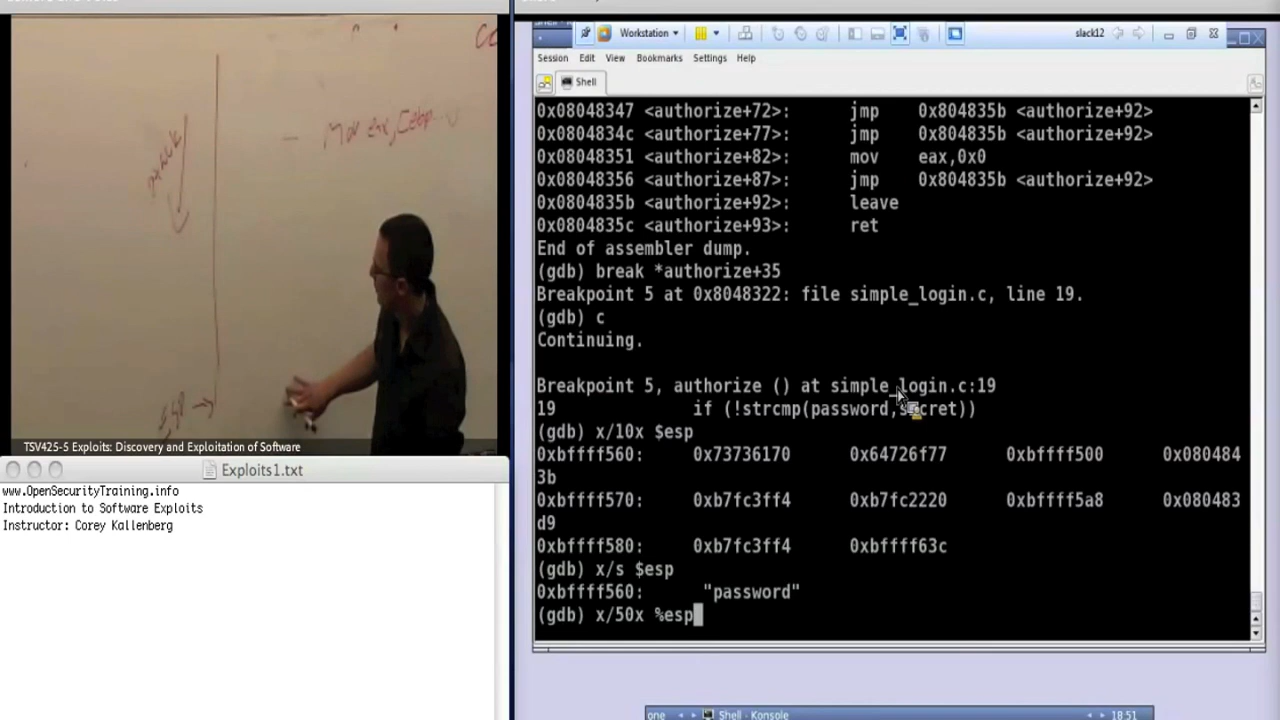 Mov eax, [ebp
TSV425-5 Exploits: Discovery and Exploitation of Software
Exploits1.txt
www.OpenSecurityTraining.info
Introduction to Software Exploits
Instructor: Corey Kallenberg
Workstation
slack12
Session Edit View Bookmarks Settings Help
Shell
0x08048347 <authorize+72>: jmp 0x804835b <authorize+92>
0x0804834c <authorize+77>: jmp 0x804835b <authorize+92>
0x08048351 <authorize+82>: mov eax,0x0
0x08048356 <authorize+87>: jmp 0x804835b <authorize+92>
0x0804835b <authorize+92>: leave
0x0804835c <authorize+93>: ret
End of assembler dump.
(gdb) break *authorize+35
Breakpoint 5 at 0x8048322: file simple_login.c, line 19.
(gdb) c
Continuing.
Breakpoint 5, authorize () at simple_login.c:19
19 if (!strcmp(password,secret))
(gdb) x/10x $esp
0xbffff560: 0x73736170 0x64726f77 0xbffff500 0x080484
3b
0xbffff570: 0xb7fc3ff4 0xb7fc2220 0xbffff5a8 0x080483
d9
0xbffff580: 0xb7fc3ff4 0xbffff63c
(gdb) x/s $esp
0xbffff560: "password"
(gdb) x/50x %esp
Shell - Konsole
18:51